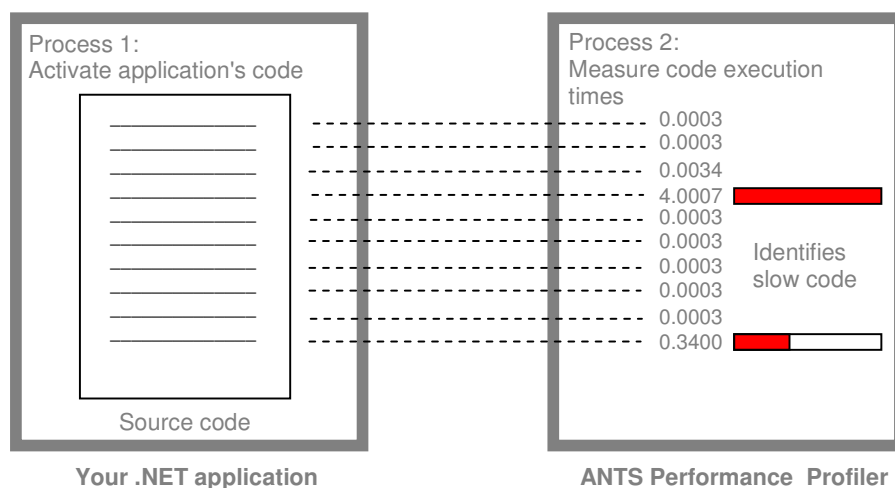 Process 1:
Activate application's code
Source code
Your .NET application
Process 2:
Measure code execution
times
0.0003
0.0003
0.0034
4.0007
0.0003
0.0003
0.0003
0.0003
0.0003
0.3400
Identifies
slow code
ANTS Performance Profiler